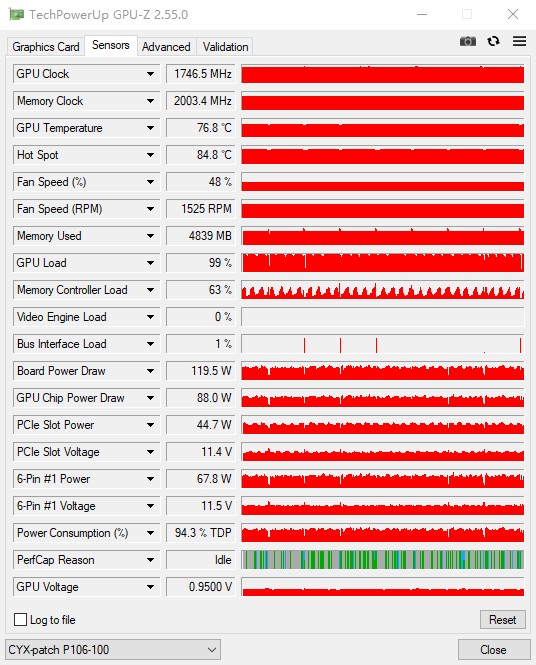 TechPowerUp GPU-Z 2.55.0
Graphics Card Sensors Advanced Validation
GPU Clock 1746.5 MHz
Memory Clock 2003.4 MHz
GPU Temperature 76.8 °C
Hot Spot 84.8 °C
Fan Speed (%) 48 %
Fan Speed (RPM) 1525 RPM
Memory Used 4839 MB
GPU Load 99 %
Memory Controller Load 63 %
Video Engine Load 0 %
Bus Interface Load 1 %
Board Power Draw 119.5 W
GPU Chip Power Draw 88.0 W
PCIe Slot Power 44.7 W
PCIe Slot Voltage 11.4 V
6-Pin #1 Power 67.8 W
6-Pin #1 Voltage 11.5 V
Power Consumption (%) 94.3 % TDP
PerfCap Reason Idle
GPU Voltage 0.9500 V
Log to file Reset
CYX-patch P106-100 Close